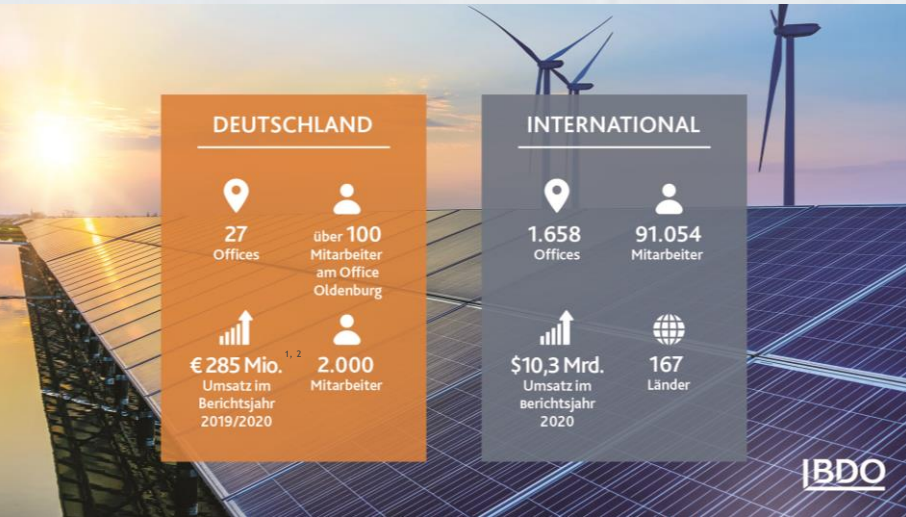 DEUTSCHLAND
27
Offices
über 100
Mitarbeiter
am Office
Oldenburg
€ 285 Mio. 1, 2
Umsatz im
Berichtsjahr
2019/2020
2.000
Mitarbeiter
INTERNATIONAL
1.658
Offices
91.054
Mitarbeiter
$10,3 Mrd.
Umsatz im
Berichtsjahr
2020
167
Länder
BDO